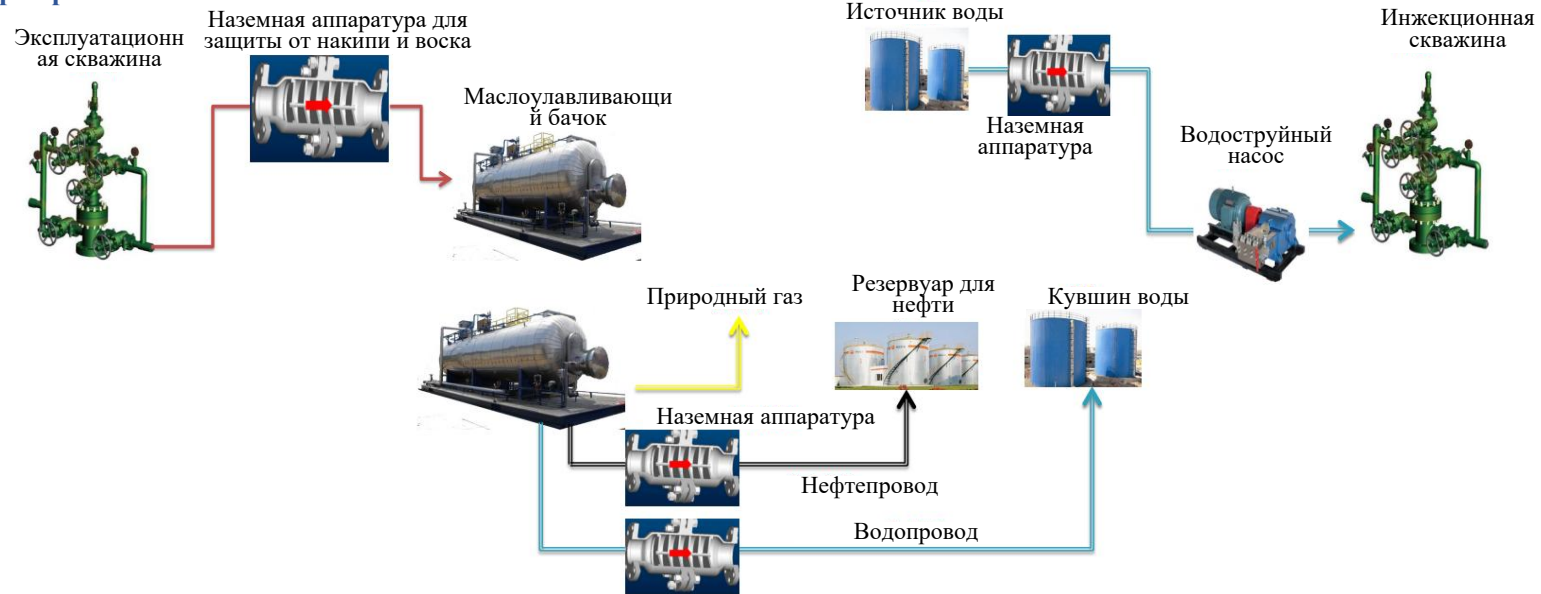 Эксплуатационн
ая скважина
Наземная аппаратура для
защиты от накипи и воска
Маслоулавливающи
й бачок
Источник воды
Наземная
аппаратура
Водоструйный
насос
Инжекционная
скважина
Природный газ
Резервуар для
нефти
Кувшин воды
Наземная аппаратура
Нефтепровод
Водопровод